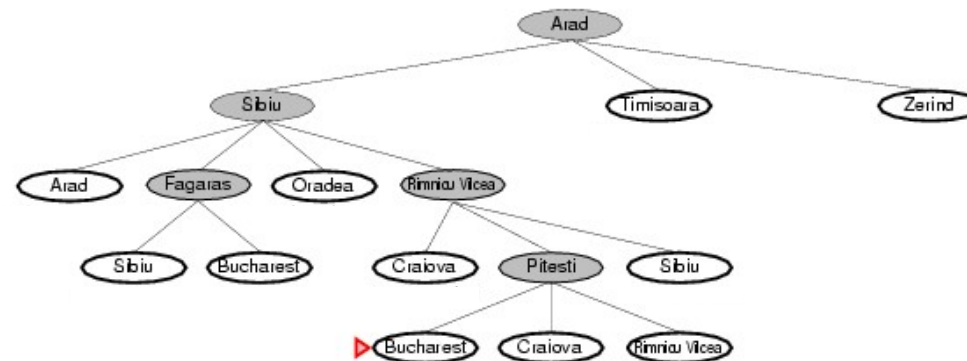 Arad
Sibiu Timisoara Zerind
Arad Fagaras Oradea Rimnicu Vilcea
Sibiu Bucharest Craiova Pitesti Sibiu
Bucharest Craiova Rimnicu Vilcea